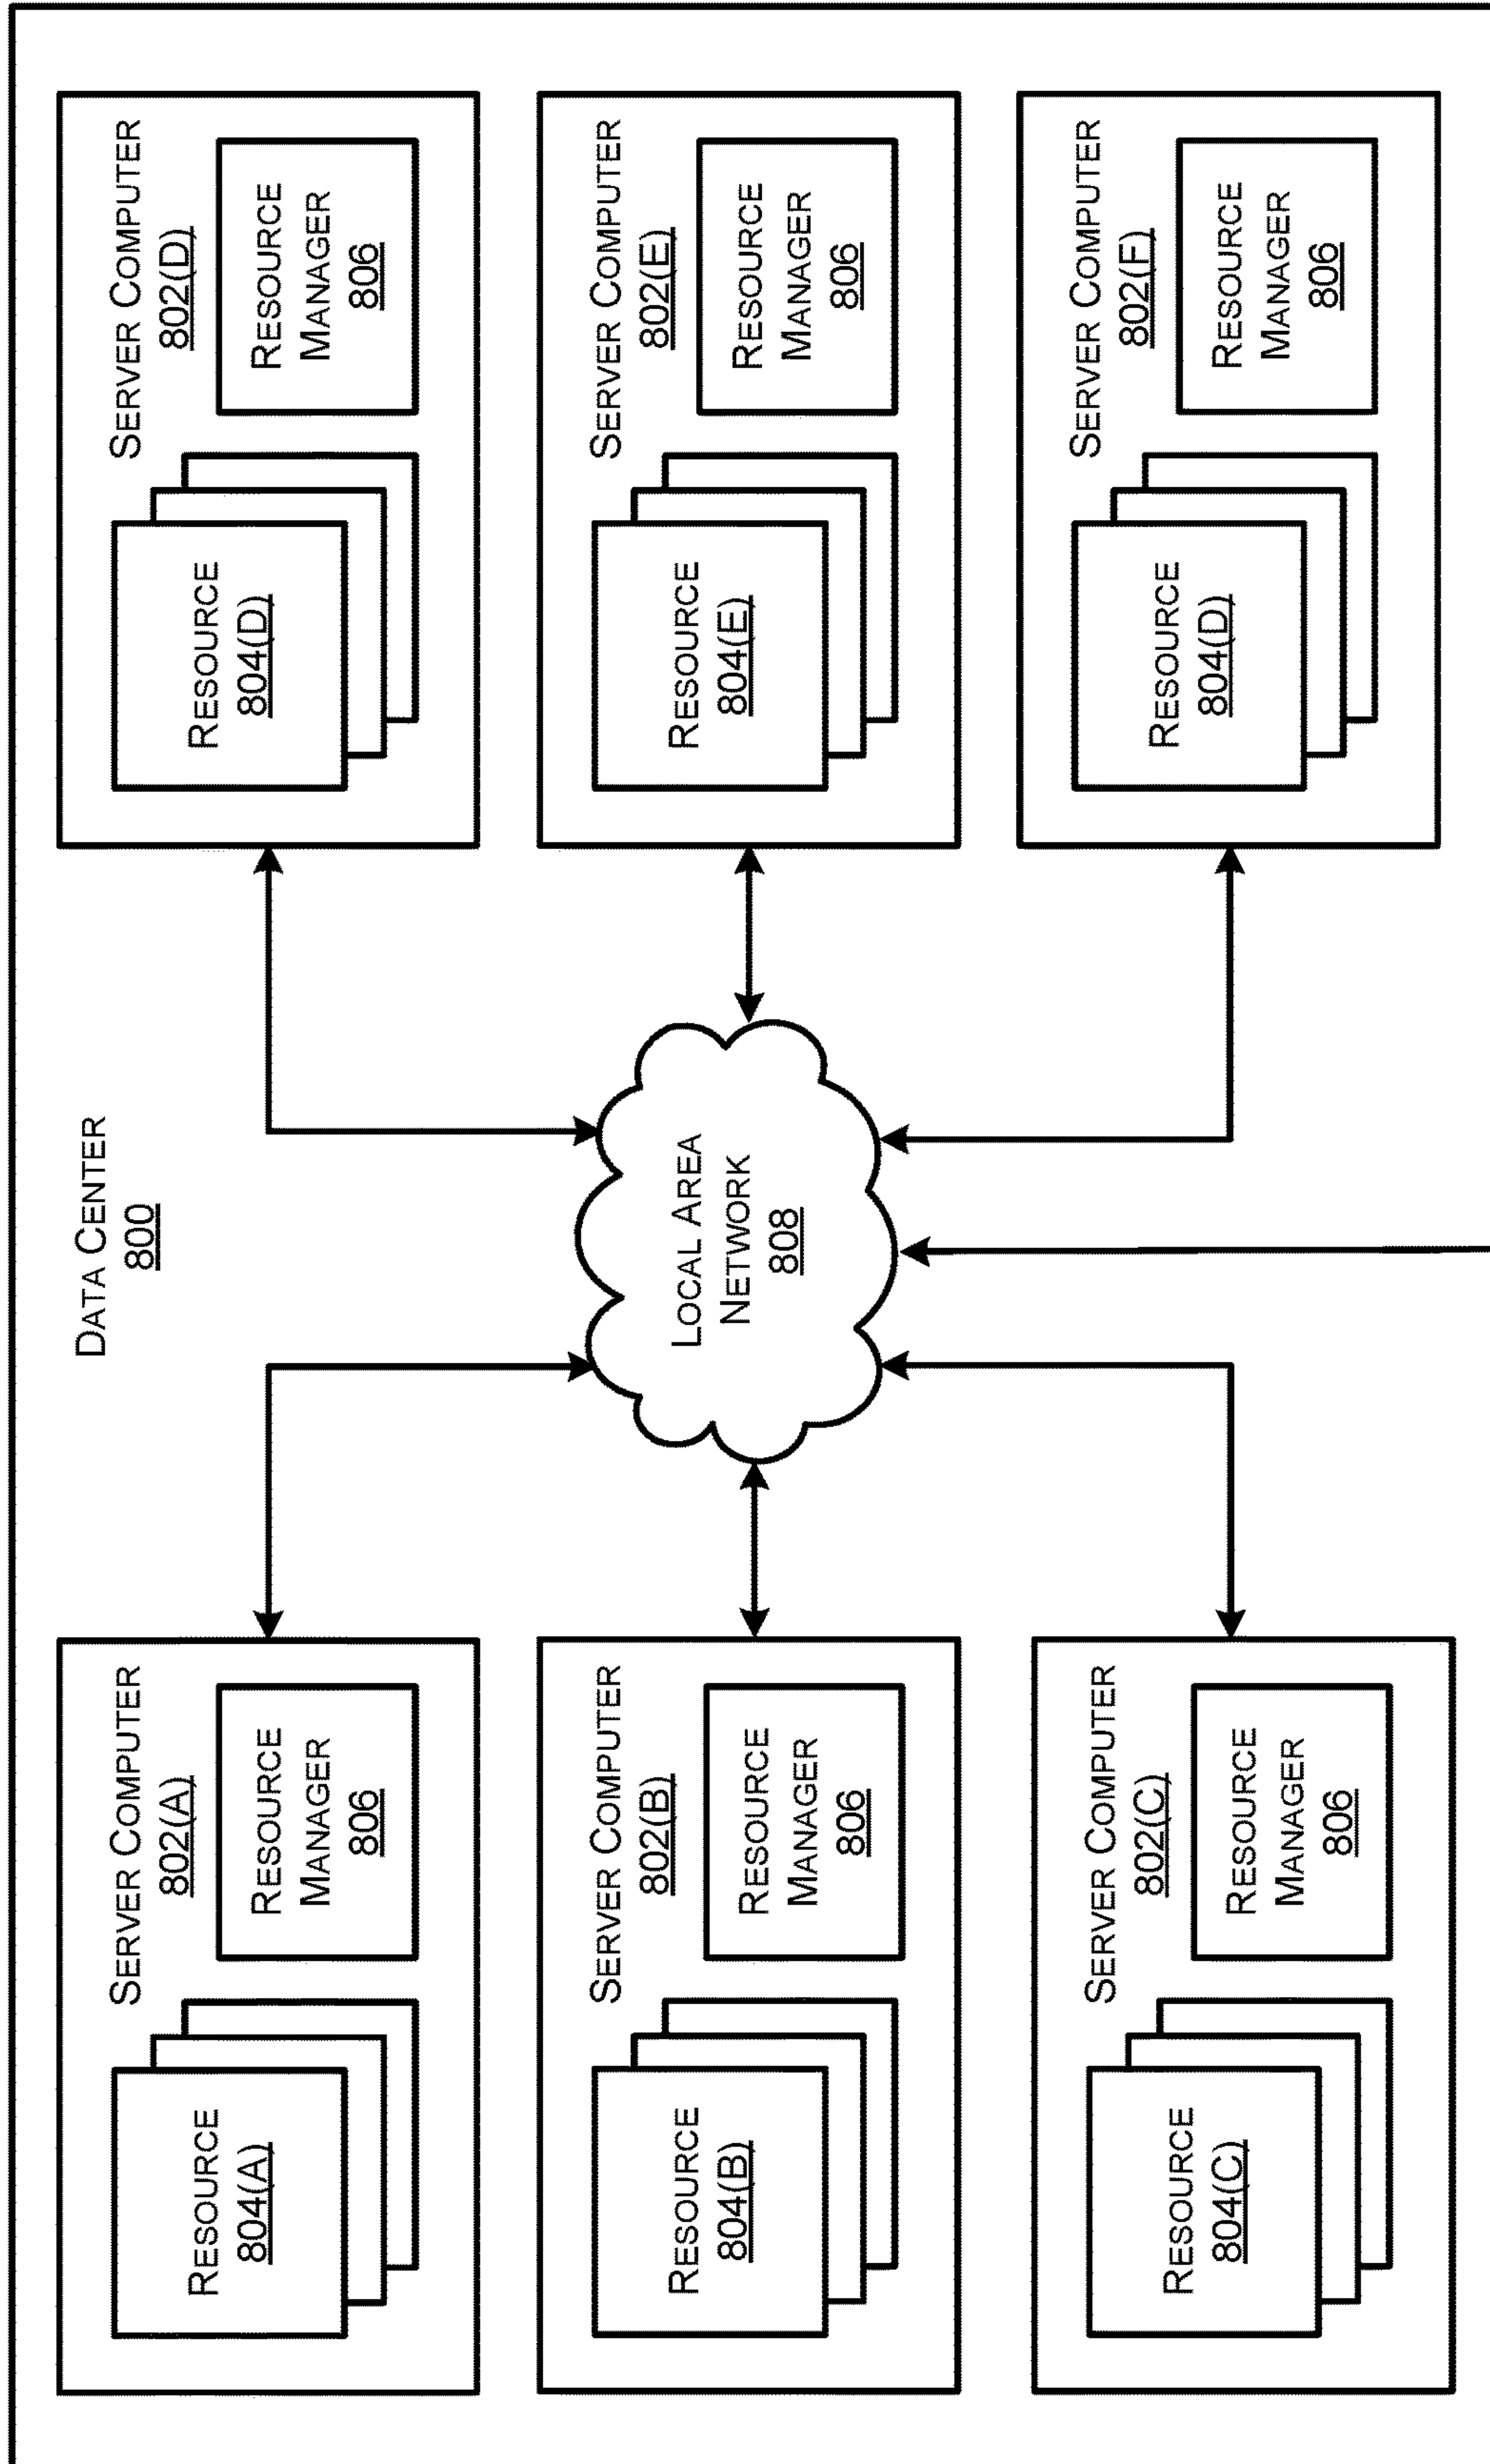 DATA CENTER
800
SERVER COMPUTER
802(A)
RESOURCE
804(A)
RESOURCE
MANAGER
806
SERVER COMPUTER
802(D)
RESOURCE
804(D)
RESOURCE
MANAGER
806
SERVER COMPUTER
802(B)
RESOURCE
804(B)
RESOURCE
MANAGER
806
LOCAL AREA
NETWORK
808
SERVER COMPUTER
802(E)
RESOURCE
804(E)
RESOURCE
MANAGER
806
SERVER COMPUTER
802(C)
RESOURCE
804(C)
RESOURCE
MANAGER
806
SERVER COMPUTER
802(F)
RESOURCE
804(D)
RESOURCE
MANAGER
806